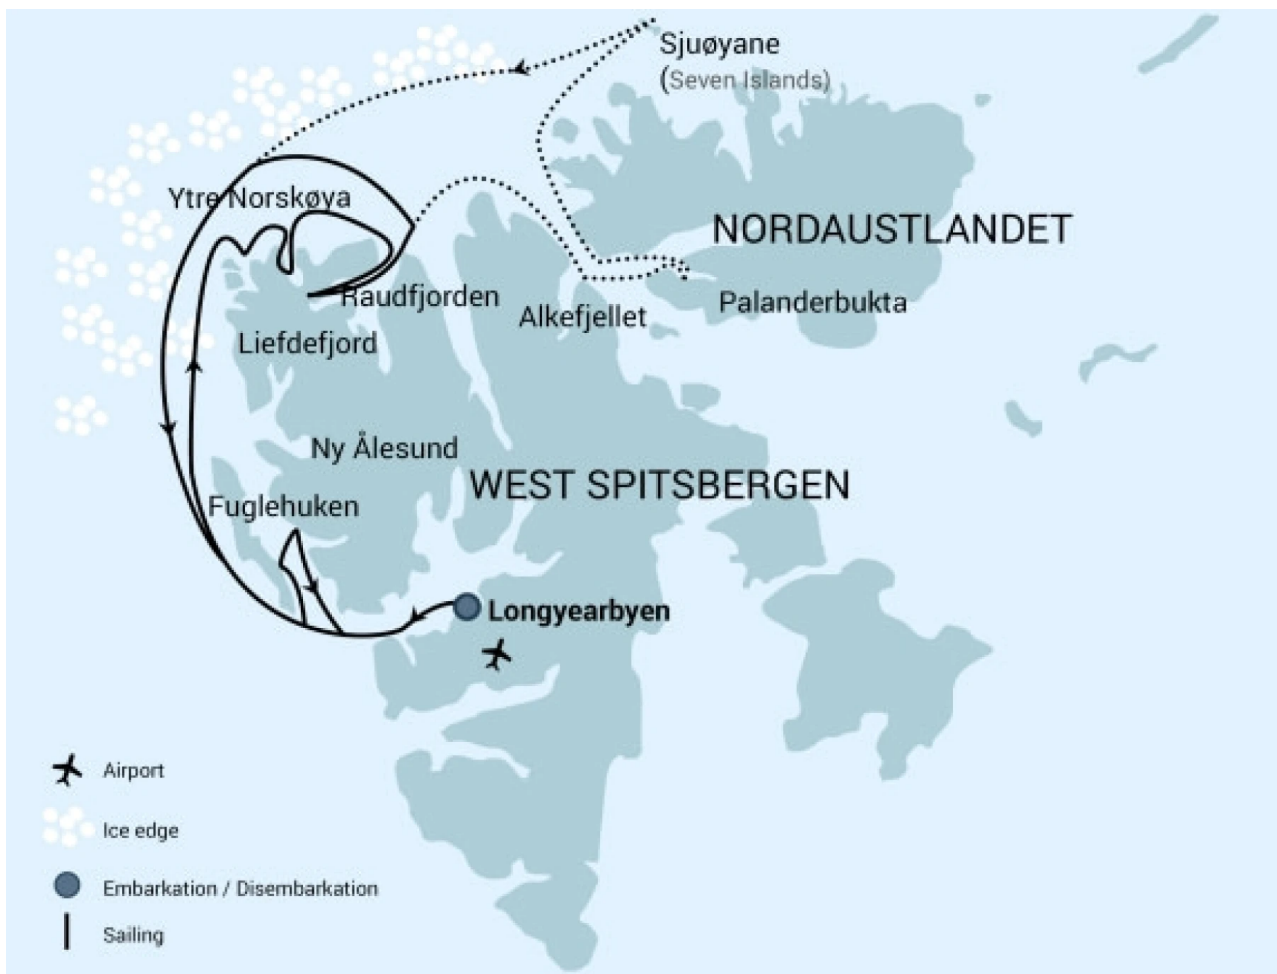 Sjuøyane
(Seven Islands)
Ytre Norskøya
NORDAUSTLANDET
Raudfjorden
Palanderbukta
Alkefjellet
Liefdefjord
Ny Ålesund
WEST SPITSBERGEN
Fuglehuken
Longyearbyen
Airport
Ice edge
Embarkation / Disembarkation
Sailing